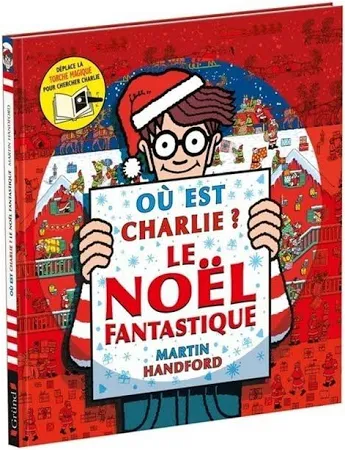 DÉPLACE LA
TORCHE MAGIQUE
POUR CHERCHER CHARLIE
OÙ EST
CHARLIE ?
LE
NOËL
FANTASTIQUE
MARTIN
HANDFORD
OÙ EST CHARLIE ? LE NOËL FANTASTIQUE MARTIN HANDFORD
Gründ